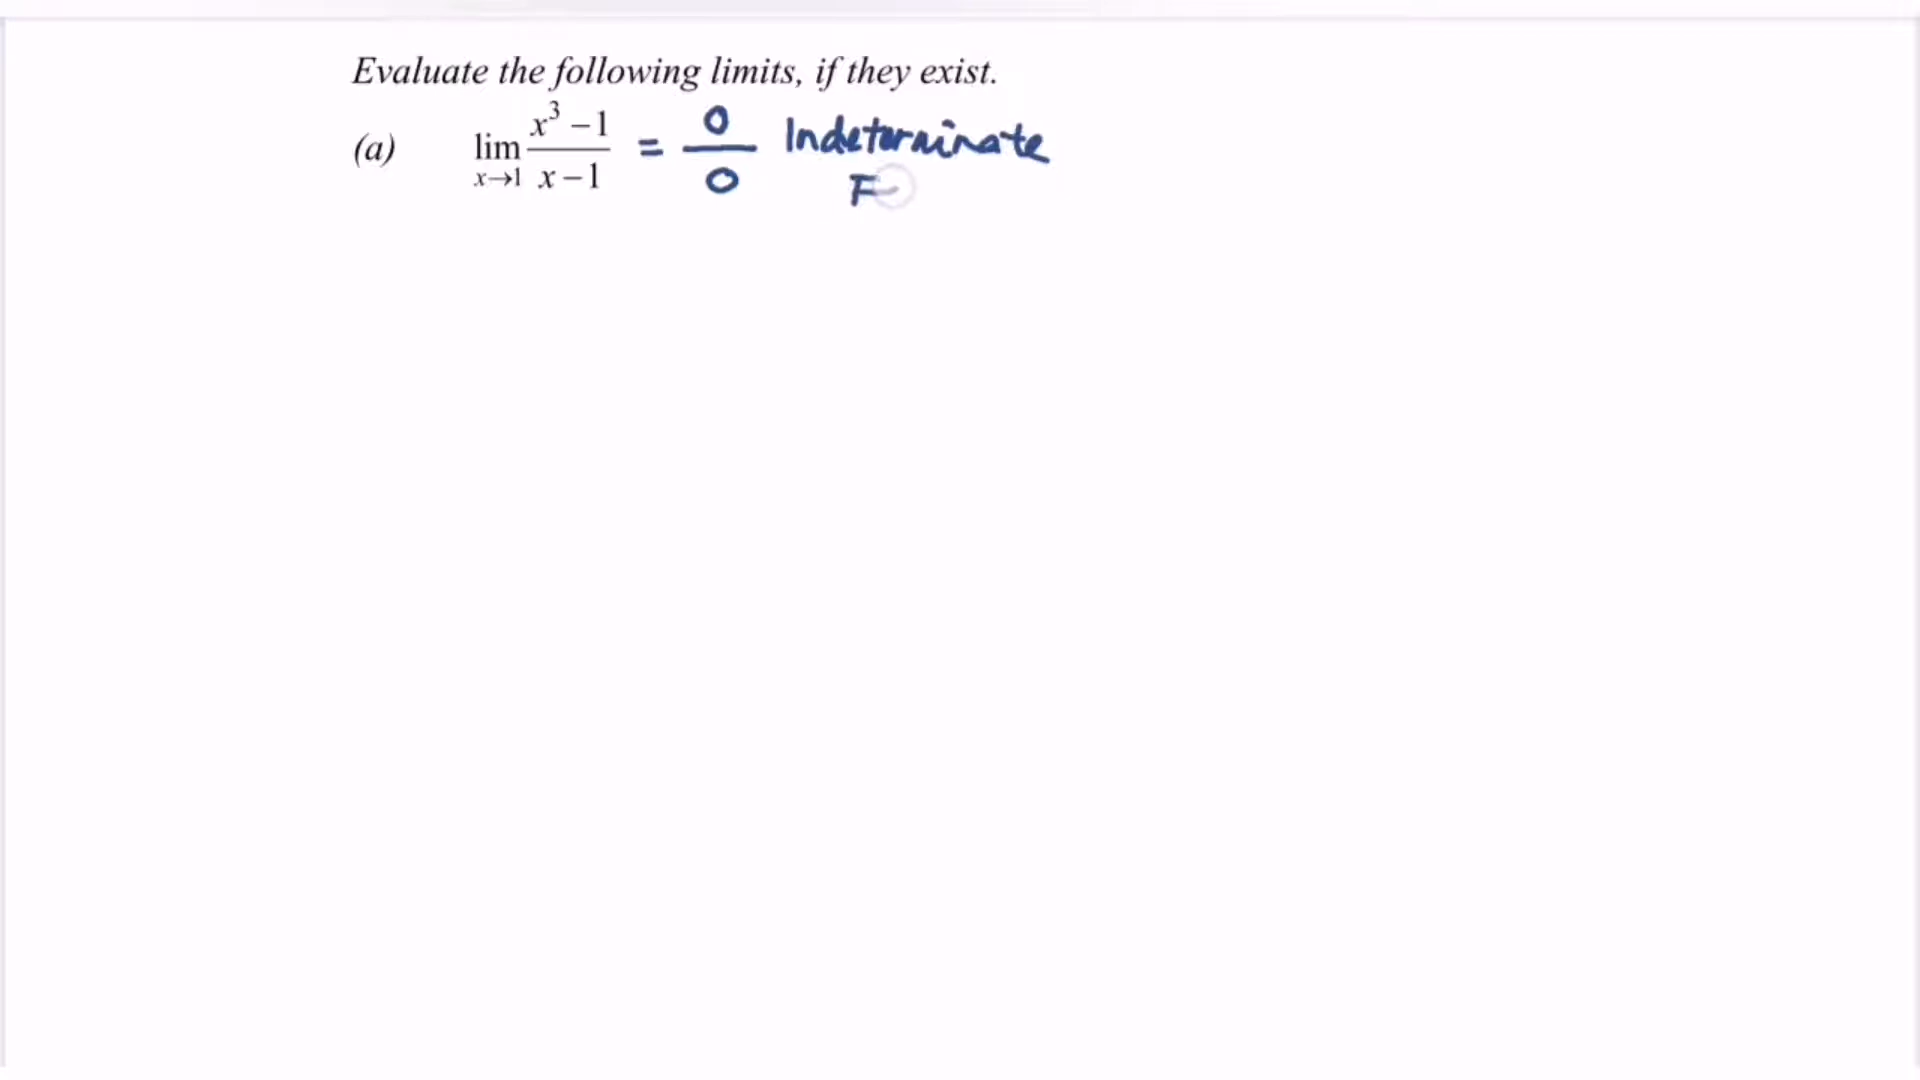 Evaluate the following limits, if they exist.
(a) lim x→1 x³ − 1 / x − 1 = 0 / 0 Indeterminate
F